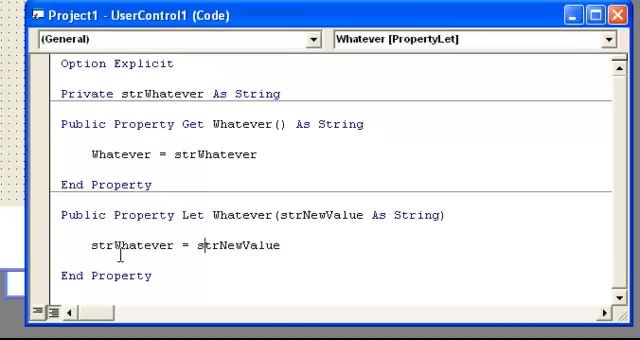 Project1 - UserControl1 (Code)
(General)
Whatever [PropertyLet]
Option Explicit
Private strWhatever As String
Public Property Get Whatever() As String
Whatever = strWhatever
End Property
Public Property Let Whatever(strNewValue As String)
strWhatever = strNewValue
End Property